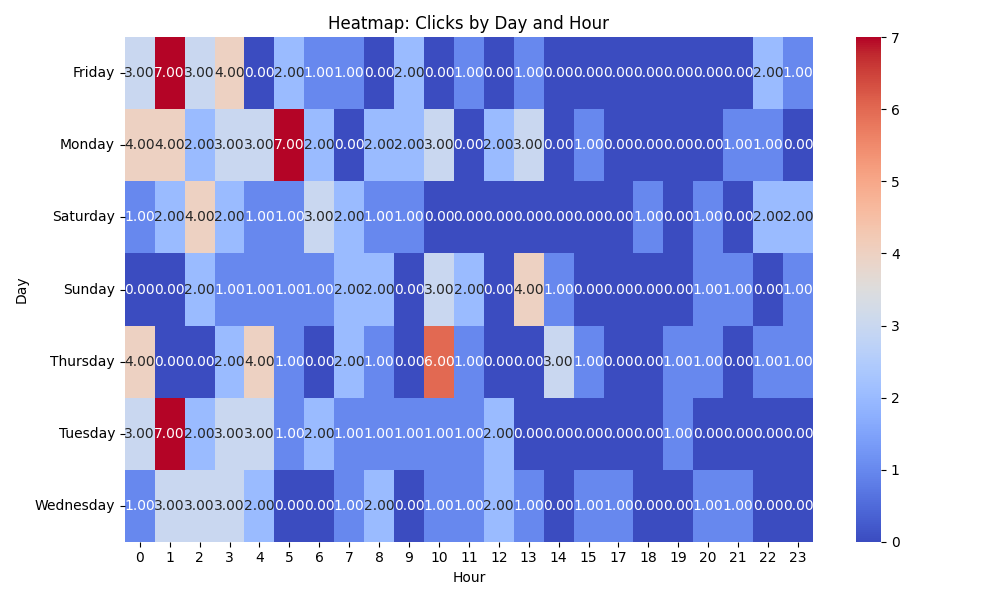 Heatmap: Clicks by Day and Hour
Friday 3.00 7.00 3.00 4.00 0.00 2.00 1.00 1.00 0.00 2.00 0.00 1.00 0.00 1.00 0.00 0.00 0.00 0.00 0.00 0.00 0.00 2.00 1.00
Monday 4.00 4.00 2.00 3.00 3.00 7.00 2.00 0.00 2.00 2.00 3.00 0.00 2.00 3.00 0.00 1.00 0.00 0.00 0.00 0.00 1.00 1.00 0.00
Saturday 1.00 2.00 4.00 2.00 1.00 1.00 3.00 2.00 1.00 1.00 0.00 0.00 0.00 0.00 0.00 0.00 0.00 1.00 0.00 1.00 0.00 2.00 2.00
Sunday 0.00 0.00 2.00 1.00 1.00 1.00 1.00 2.00 2.00 0.00 3.00 2.00 0.00 4.00 1.00 0.00 0.00 0.00 0.00 1.00 1.00 0.00 1.00
Thursday 4.00 0.00 0.00 2.00 4.00 1.00 0.00 2.00 1.00 0.00 6.00 1.00 0.00 0.00 3.00 1.00 0.00 0.00 1.00 1.00 0.00 1.00 1.00
Tuesday 3.00 7.00 2.00 3.00 3.00 1.00 2.00 1.00 1.00 1.00 1.00 1.00 2.00 0.00 0.00 0.00 0.00 0.00 1.00 0.00 0.00 0.00 0.00
Wednesday 1.00 3.00 3.00 3.00 2.00 0.00 0.00 1.00 2.00 0.00 1.00 1.00 2.00 1.00 0.00 1.00 1.00 0.00 0.00 1.00 1.00 0.00 0.00
0 1 2 3 4 5 6 7 8 9 10 11 12 13 14 15 17 18 19 20 21 22 23
Hour
Day
7
6
5
4
3
2
1
0